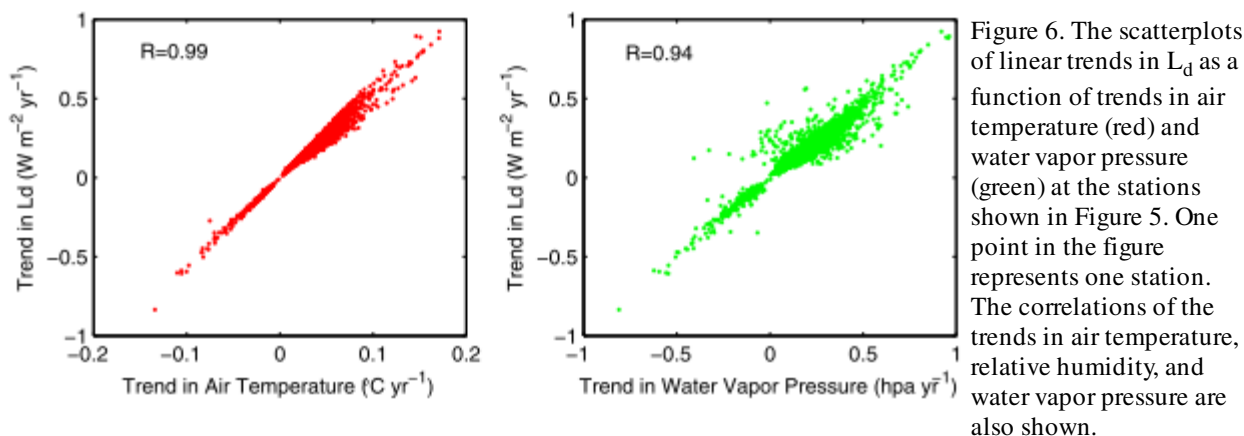 1
0.5
0
−0.5
−1
Trend in Ld (W m⁻² yr⁻¹)
R=0.99
−0.2
−0.1
0
0.1
0.2
Trend in Air Temperature (°C yr⁻¹)
1
0.5
0
−0.5
−1
Trend in Ld (W m⁻² yr⁻¹)
R=0.94
−1
−0.5
0
0.5
1
Trend in Water Vapor Pressure (hpa yr⁻¹)
Figure 6. The scatterplots
of linear trends in L_d as a
function of trends in air
temperature (red) and
water vapor pressure
(green) at the stations
shown in Figure 5. One
point in the figure
represents one station.
The correlations of the
trends in air temperature,
relative humidity, and
water vapor pressure are
also shown.